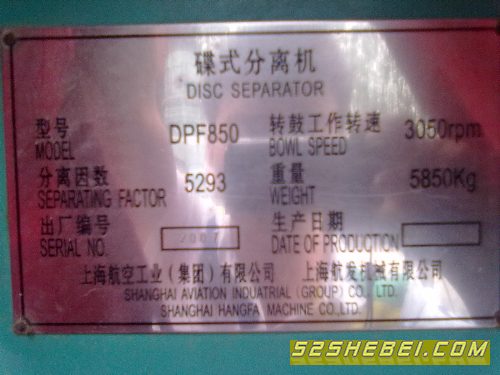 碟式分离机
DISC SEPARATOR
型号 DPF850 转鼓工作转速 3050rpm
MODEL BOWL SPEED
分离因数 5293 重量 5850Kg
SEPARATING FACTOR WEIGHT
出厂编号 2007 生产日期
SERIAL NO. DATE OF PRODUCTION
上海航空工业(集团)有限公司 上海航发机械有限公司
SHANGHAI AVIATION INDUATRIAL (GROUP) CO., LTD.
SHANGHAI HANGFA MACHINE CO.,LTD.
52SHEBEI.COM